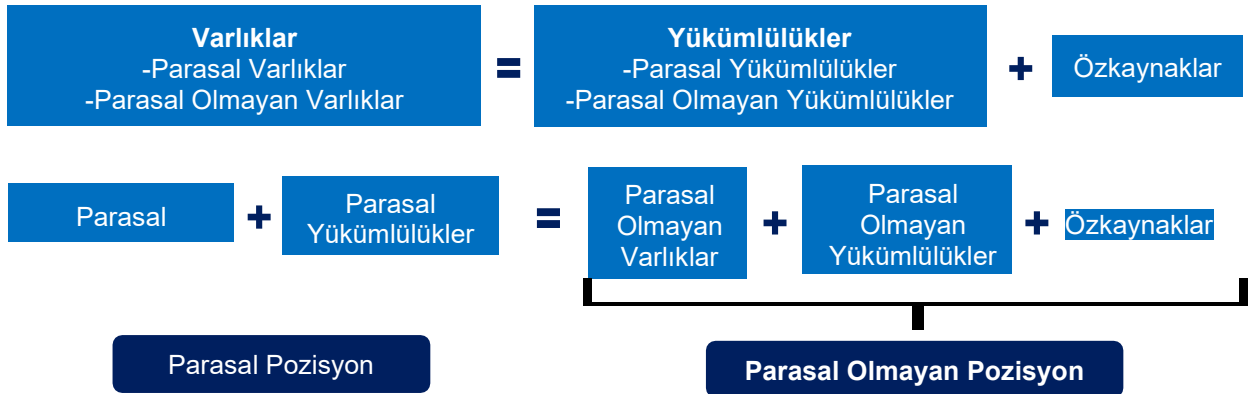 Varlıklar
-Parasal Varlıklar
-Parasal Olmayan Varlıklar
=
Yükümlülükler
-Parasal Yükümlülükler
-Parasal Olmayan Yükümlülükler
+
Özkaynaklar
Parasal
+
Parasal
Yükümlülükler
=
Parasal
Olmayan
Varlıklar
+
Parasal
Olmayan
Yükümlülükler
+
Özkaynaklar
Parasal Pozisyon
Parasal Olmayan Pozisyon